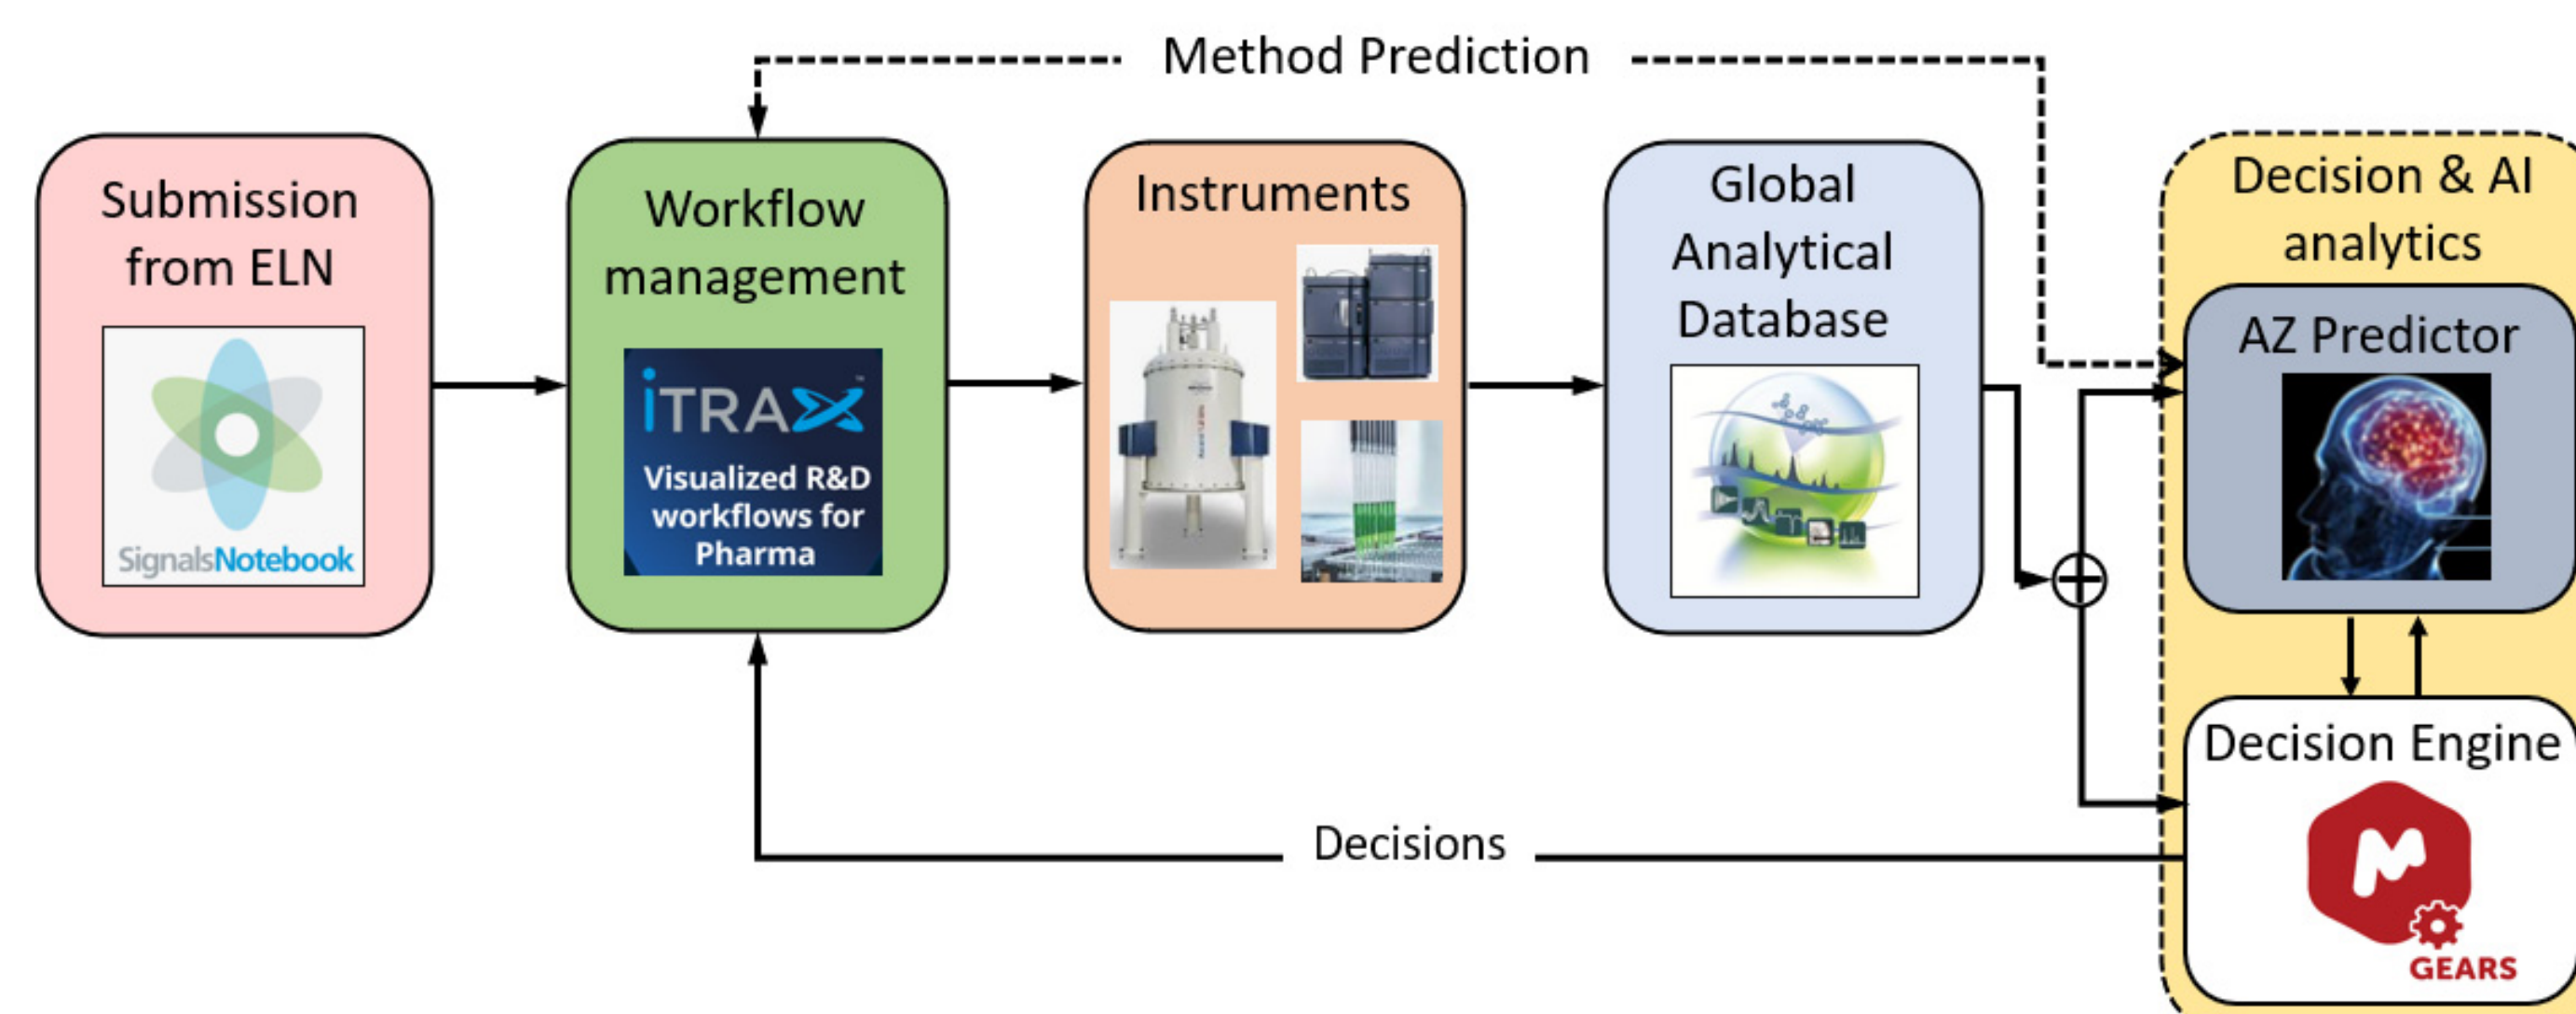 Method Prediction
Submission
from ELN
SignalsNotebook
Workflow
management
iTRAX™
Visualized R&D
workflows for
Pharma
Instruments
Global
Analytical
Database
Decision & AI
analytics
AZ Predictor
Decision Engine
M
GEARS
Decisions